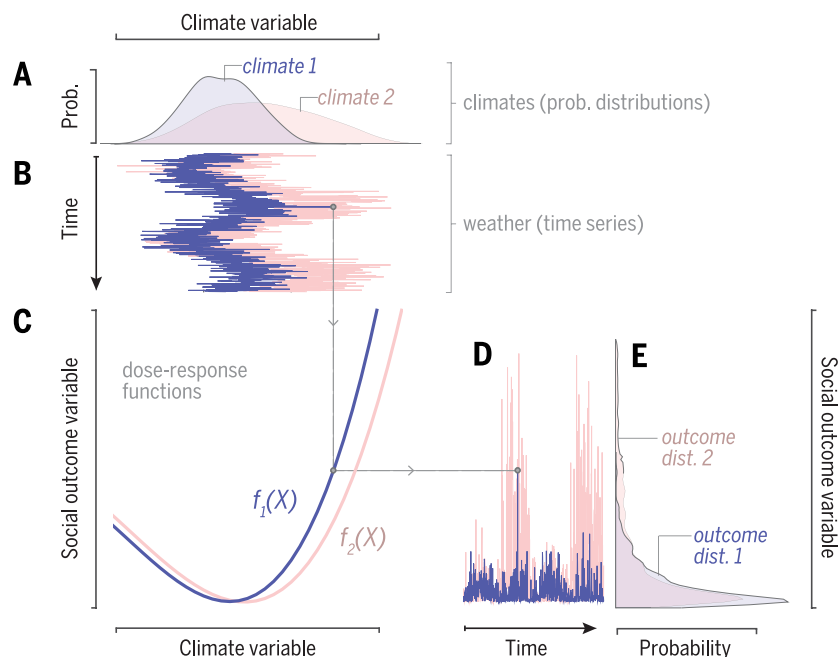 Climate variable
A
Prob.
climate 1
climate 2
climates (prob. distributions)
B
Time
weather (time series)
C
Social outcome variable
dose-response
functions
f1(X)
f2(X)
Climate variable
D
Time
E
outcome
dist. 2
outcome
dist. 1
Probability
Social outcome variable